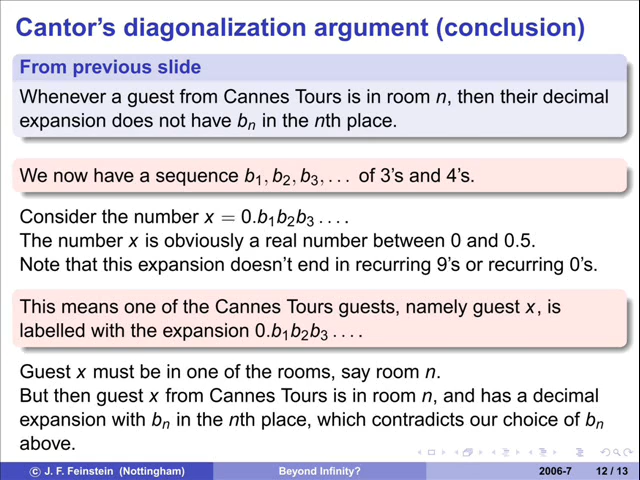 Cantor's diagonalization argument (conclusion)
From previous slide
Whenever a guest from Cannes Tours is in room n, then their decimal
expansion does not have bₙ in the nth place.
We now have a sequence b₁, b₂, b₃, . . . of 3's and 4's.
Consider the number x = 0.b₁b₂b₃ . . . .
The number x is obviously a real number between 0 and 0.5.
Note that this expansion doesn't end in recurring 9's or recurring 0's.
This means one of the Cannes Tours guests, namely guest x, is
labelled with the expansion 0.b₁b₂b₃ . . . .
Guest x must be in one of the rooms, say room n.
But then guest x from Cannes Tours is in room n, and has a decimal
expansion with bₙ in the nth place, which contradicts our choice of bₙ
above.
© J. F. Feinstein (Nottingham) Beyond Infinity? 2006-7 12 / 13